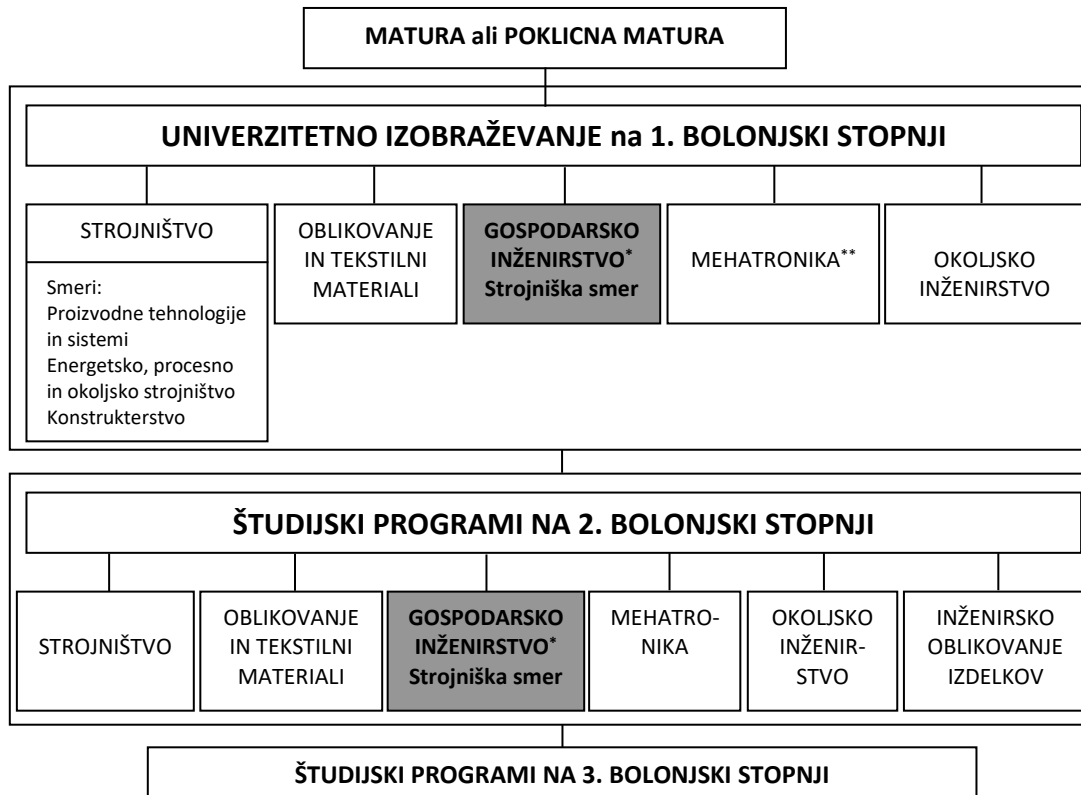 MATURA ali POKLICNA MATURA
UNIVERZITETNO IZOBRAŽEVANJE na 1. BOLONJSKI STOPNJI
STROJNIŠTVO
Smeri:
Proizvodne tehnologije
in sistemi
Energetsko, procesno
in okoljsko strojništvo
Konstrukterstvo
OBLIKOVANJE
IN TEKSTILNI
MATERIALI
GOSPODARSKO
INŽENIRSTVO*
Strojniška smer
MEHATRONIKA**
OKOLJSKO
INŽENIRSTVO
ŠTUDIJSKI PROGRAMI NA 2. BOLONJSKI STOPNJI
STROJNIŠTVO
OBLIKOVANJE
IN TEKSTILNI
MATERIALI
GOSPODARSKO
INŽENIRSTVO*
Strojniška smer
MEHATRO-
NIKA
OKOLJSKO
INŽENIR-
STVO
INŽENIRSKO
OBLIKOVANJE
IZDELKOV
ŠTUDIJSKI PROGRAMI NA 3. BOLONJSKI STOPNJI